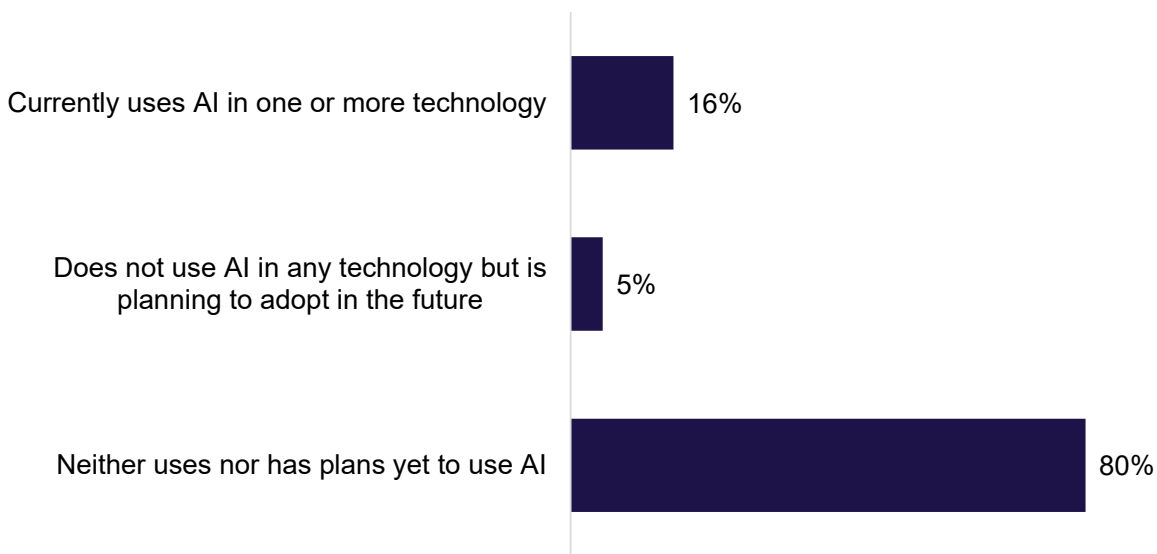 Currently uses AI in one or more technology
16%
Does not use AI in any technology but is
planning to adopt in the future
5%
Neither uses nor has plans yet to use AI
80%